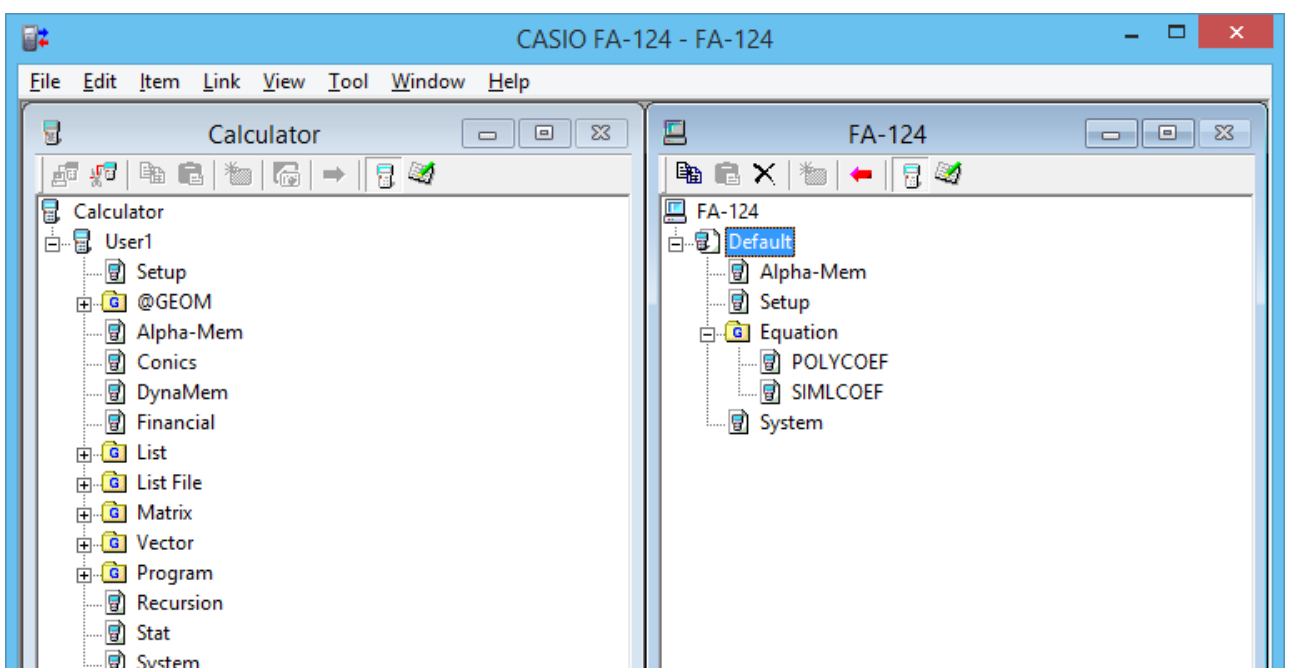 CASIO FA-124 - FA-124
File Edit Item Link View Tool Window Help
Calculator
Calculator
User1
Setup
@GEOM
Alpha-Mem
Conics
DynaMem
Financial
List
List File
Matrix
Vector
Program
Recursion
Stat
System
FA-124
FA-124
Default
Alpha-Mem
Setup
Equation
POLYCOEF
SIMLCOEF
System